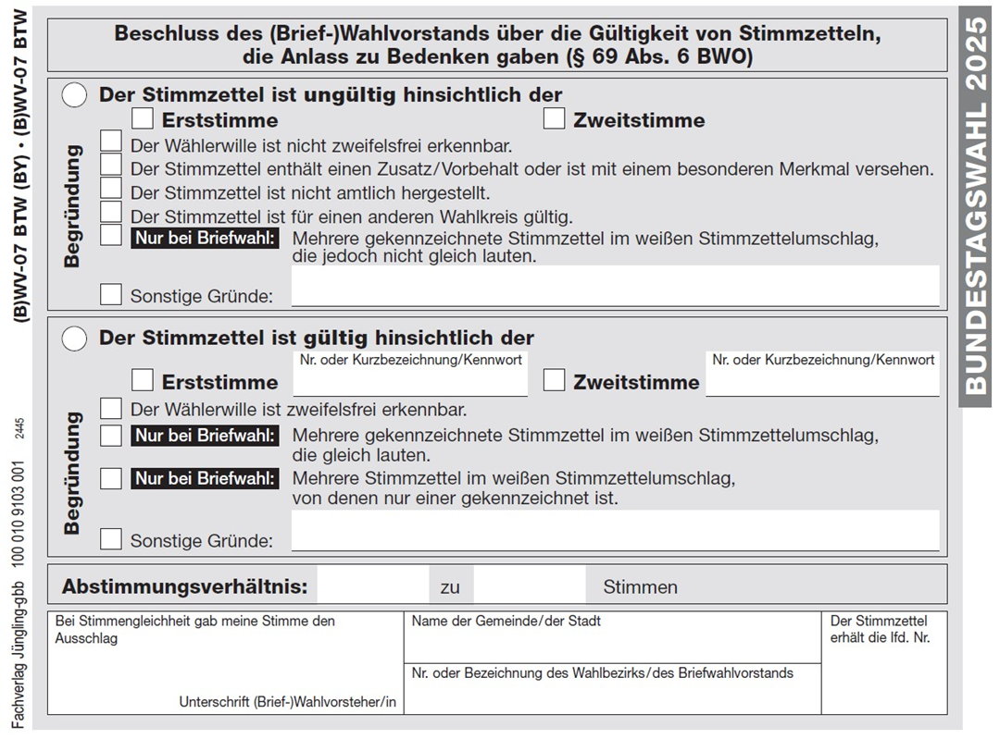 Beschluss des (Brief-)Wahlvorstands über die Gültigkeit von Stimmzetteln,
die Anlass zu Bedenken gaben (§ 69 Abs. 6 BWO)
Der Stimmzettel ist ungültig hinsichtlich der
Erststimme Zweitstimme
Begründung
Der Wählerwille ist nicht zweifelsfrei erkennbar.
Der Stimmzettel enthält einen Zusatz/Vorbehalt oder ist mit einem besonderen Merkmal versehen.
Der Stimmzettel ist nicht amtlich hergestellt.
Der Stimmzettel ist für einen anderen Wahlkreis gültig.
Nur bei Briefwahl: Mehrere gekennzeichnete Stimmzettel im weißen Stimmzettelumschlag,
die jedoch nicht gleich lauten.
Sonstige Gründe:
Der Stimmzettel ist gültig hinsichtlich der
Nr. oder Kurzbezeichnung/Kennwort Nr. oder Kurzbezeichnung/Kennwort
Erststimme Zweitstimme
Begründung
Der Wählerwille ist zweifelsfrei erkennbar.
Nur bei Briefwahl: Mehrere gekennzeichnete Stimmzettel im weißen Stimmzettelumschlag,
die gleich lauten.
Nur bei Briefwahl: Mehrere Stimmzettel im weißen Stimmzettelumschlag,
von denen nur einer gekennzeichnet ist.
Sonstige Gründe:
Abstimmungsverhältnis: zu Stimmen
Bei Stimmengleichheit gab meine Stimme den
Ausschlag
Unterschrift (Brief-)Wahlvorsteher/in
Name der Gemeinde/der Stadt
Nr. oder Bezeichnung des Wahlbezirks/des Briefwahlvorstands
Der Stimmzettel
erhält die lfd. Nr.
BUNDESTAGSWAHL 2025
(B)WV-07 BTW (BY) • (B)WV-07 BTW
Fachverlag Jüngling-gbb 100 010 9103 001 2445